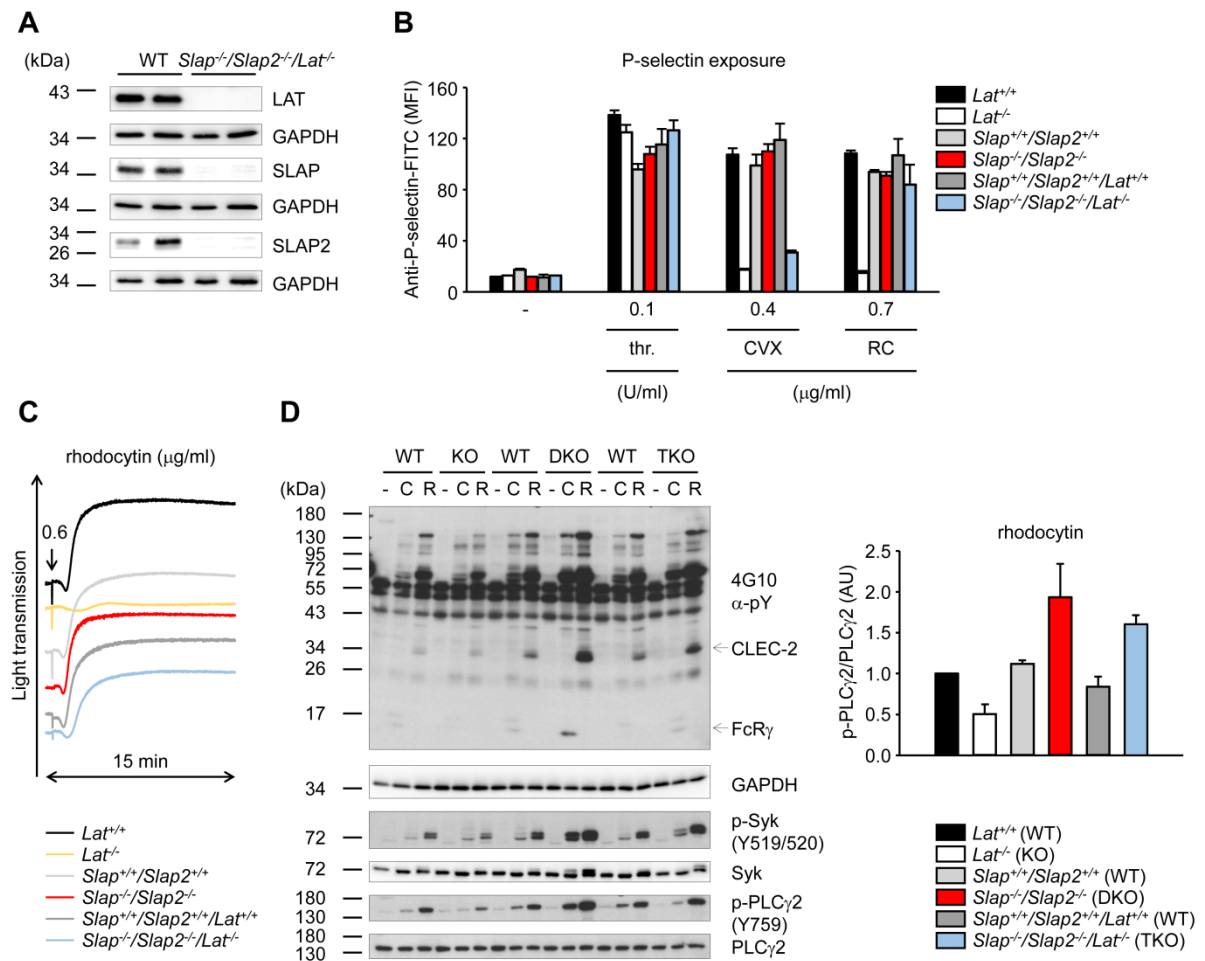 A
(kDa)
WT Slap-/-/Slap2-/-/Lat-/-
43 LAT
34 GAPDH
34 SLAP
34 GAPDH
34
26 SLAP2
34 GAPDH
B
P-selectin exposure
Anti-P-selectin-FITC (MFI)
160
120
80
40
0
- 0.1 0.4 0.7
thr. CVX RC
(U/ml) (μg/ml)
Lat+/+
Lat-/-
Slap+/+/Slap2+/+
Slap-/-/Slap2-/-
Slap+/+/Slap2+/+/Lat+/+
Slap-/-/Slap2-/-/Lat-/-
C
rhodocytin (μg/ml)
Light transmission
0.6
15 min
Lat+/+
Lat-/-
Slap+/+/Slap2+/+
Slap-/-/Slap2-/-
Slap+/+/Slap2+/+/Lat+/+
Slap-/-/Slap2-/-/Lat-/-
D
WT KO WT DKO WT TKO
(kDa) - C R - C R - C R - C R - C R - C R
180
130
95
72
55
43
34
26
17
4G10
α-pY
CLEC-2
FcRγ
34 GAPDH
72 p-Syk
(Y519/520)
72 Syk
180
130
p-PLCγ2
(Y759)
180
130
PLCγ2
rhodocytin
p-PLCγ2/PLCγ2 (AU)
2.5
2.0
1.5
1.0
0.5
0.0
Lat+/+ (WT)
Lat-/- (KO)
Slap+/+/Slap2+/+ (WT)
Slap-/-/Slap2-/- (DKO)
Slap+/+/Slap2+/+/Lat+/+ (WT)
Slap-/-/Slap2-/-/Lat-/- (TKO)